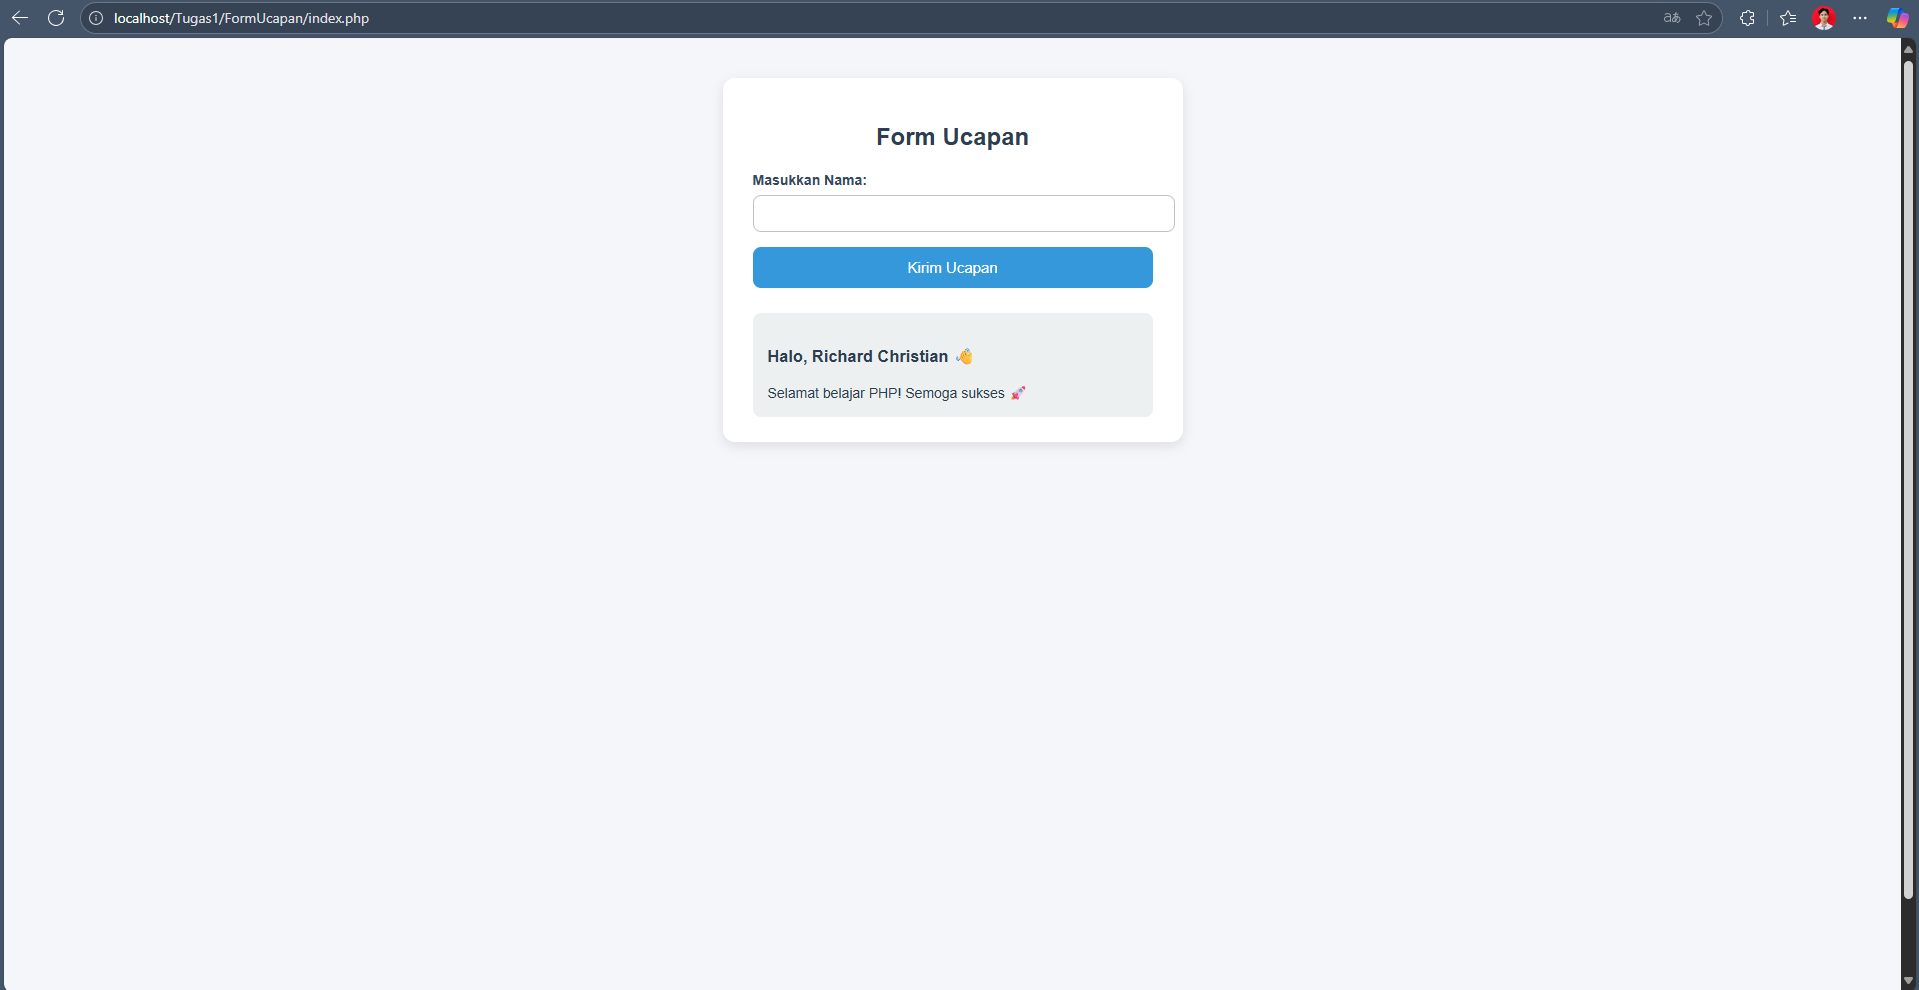 localhost/Tugas1/FormUcapan/index.php
Form Ucapan
Masukkan Nama:
Kirim Ucapan
Halo, Richard Christian 👋
Selamat belajar PHP! Semoga sukses 🚀